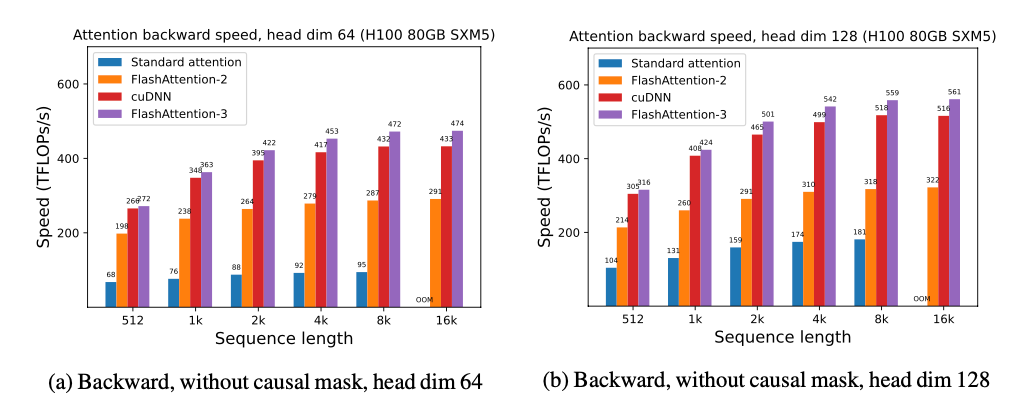 Attention backward speed, head dim 64 (H100 80GB SXM5)
Speed (TFLOPs/s)
600
400
200
Standard attention
FlashAttention-2
cuDNN
FlashAttention-3
68 198 266 272
76 238 348 363
88 264 395 422
92 279 417 453
95 287 432 472
OOM 291 433 474
512 1k 2k 4k 8k 16k
Sequence length
(a) Backward, without causal mask, head dim 64
Attention backward speed, head dim 128 (H100 80GB SXM5)
Speed (TFLOPs/s)
600
400
200
Standard attention
FlashAttention-2
cuDNN
FlashAttention-3
104 214 305 316
131 260 408 424
159 291 465 501
174 310 499 542
181 318 518 559
OOM 322 516 561
512 1k 2k 4k 8k 16k
Sequence length
(b) Backward, without causal mask, head dim 128